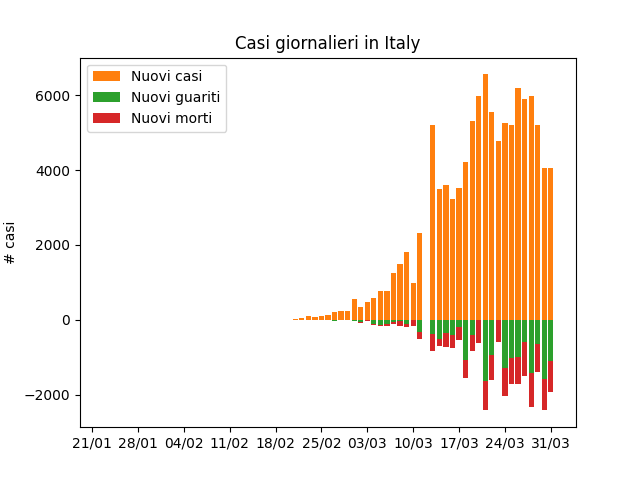 Casi giornalieri in Italy
Nuovi casi
Nuovi guariti
Nuovi morti
# casi
6000
4000
2000
0
−2000
21/01 28/01 04/02 11/02 18/02 25/02 03/03 10/03 17/03 24/03 31/03